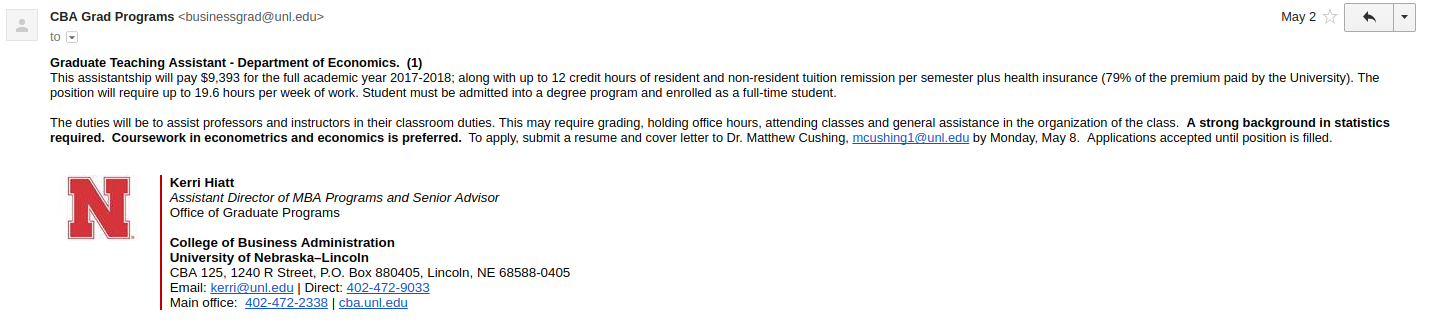 CBA Grad Programs <businessgrad@unl.edu>
May 2
to
Graduate Teaching Assistant - Department of Economics.  (1)
This assistantship will pay $9,393 for the full academic year 2017-2018; along with up to 12 credit hours of resident and non-resident tuition remission per semester plus health insurance (79% of the premium paid by the University). The
position will require up to 19.6 hours per week of work. Student must be admitted into a degree program and enrolled as a full-time student.
The duties will be to assist professors and instructors in their classroom duties. This may require grading, holding office hours, attending classes and general assistance in the organization of the class.  A strong background in statistics
required.  Coursework in econometrics and economics is preferred.  To apply, submit a resume and cover letter to Dr. Matthew Cushing, mcushing1@unl.edu by Monday, May 8.  Applications accepted until position is filled.
N
Kerri Hiatt
Assistant Director of MBA Programs and Senior Advisor
Office of Graduate Programs
College of Business Administration
University of Nebraska–Lincoln
CBA 125, 1240 R Street, P.O. Box 880405, Lincoln, NE 68588-0405
Email: kerri@unl.edu | Direct: 402-472-9033
Main office:  402-472-2338 | cba.unl.edu